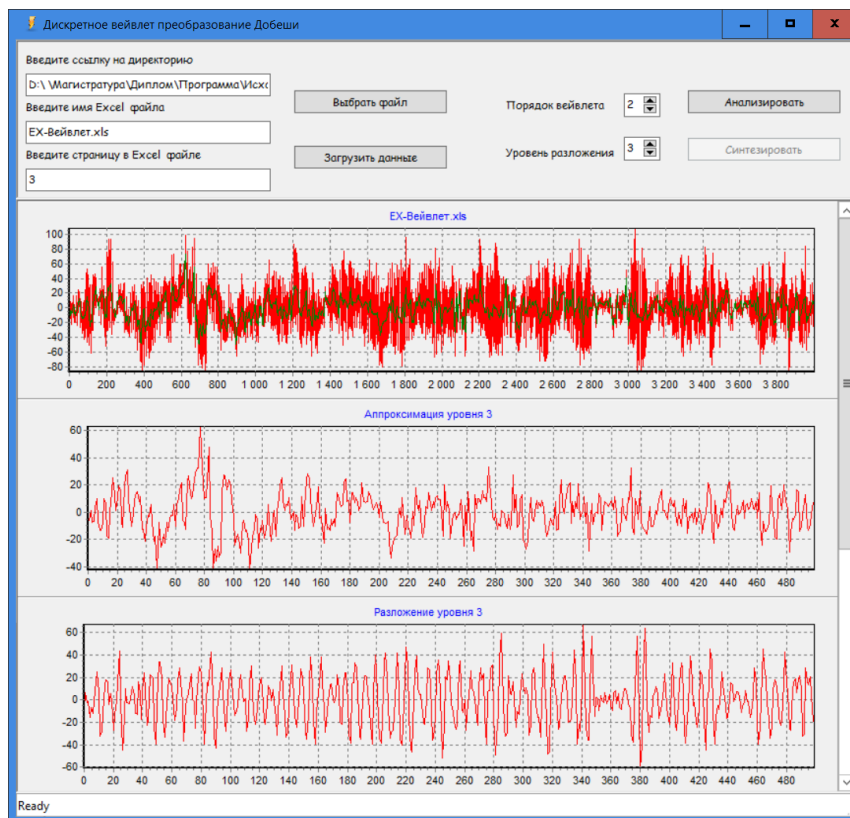 Дискретное вейвлет преобразование Добеши
Введите ссылку на директорию
D:\ \Магистратура\Диплом\Программа\Исхо
Введите имя Excel файла
EX-Вейвлет.xls
Введите страницу в Excel файле
3
Выбрать файл
Загрузить данные
Порядок вейвлета 2
Уровень разложения 3
Анализировать
Синтезировать
EX-Вейвлет.xls
100
80
60
40
20
0
-20
-40
-60
-80
0 200 400 600 800 1 000 1 200 1 400 1 600 1 800 2 000 2 200 2 400 2 600 2 800 3 000 3 200 3 400 3 600 3 800
Аппроксимация уровня 3
60
40
20
0
-20
-40
0 20 40 60 80 100 120 140 160 180 200 220 240 260 280 300 320 340 360 380 400 420 440 460 480
Разложение уровня 3
60
40
20
0
-20
-40
-60
0 20 40 60 80 100 120 140 160 180 200 220 240 260 280 300 320 340 360 380 400 420 440 460 480
Ready